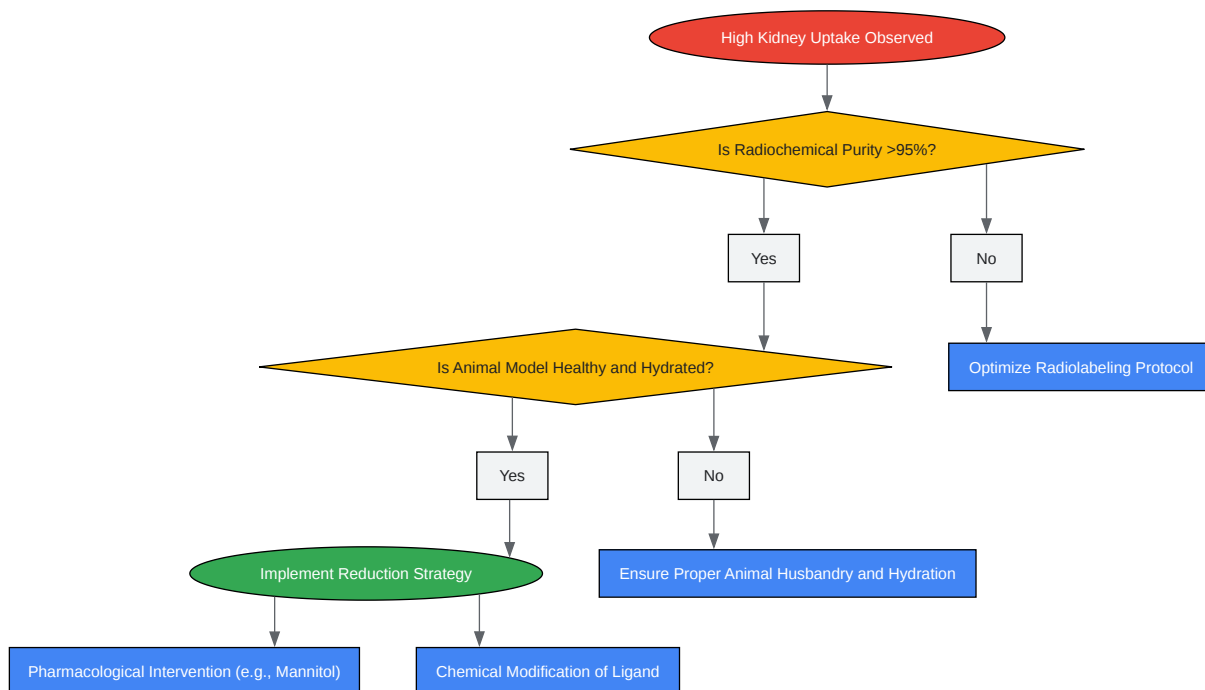 High Kidney Uptake Observed
Is Radiochemical Purity >95%?
Yes
No
Is Animal Model Healthy and Hydrated?
Optimize Radiolabeling Protocol
Yes
No
Implement Reduction Strategy
Ensure Proper Animal Husbandry and Hydration
Pharmacological Intervention (e.g., Mannitol)
Chemical Modification of Ligand